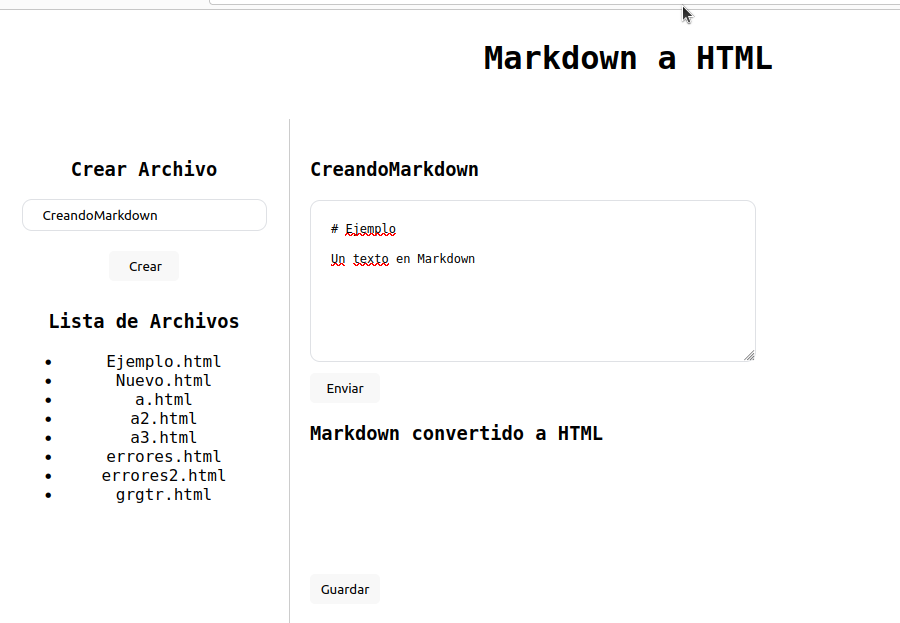 Markdown a HTML
Crear Archivo
CreandoMarkdown
Crear
Lista de Archivos
Ejemplo.html
Nuevo.html
a.html
a2.html
a3.html
errores.html
errores2.html
grgtr.html
CreandoMarkdown
# Ejemplo
Un texto en Markdown
Enviar
Markdown convertido a HTML
Guardar